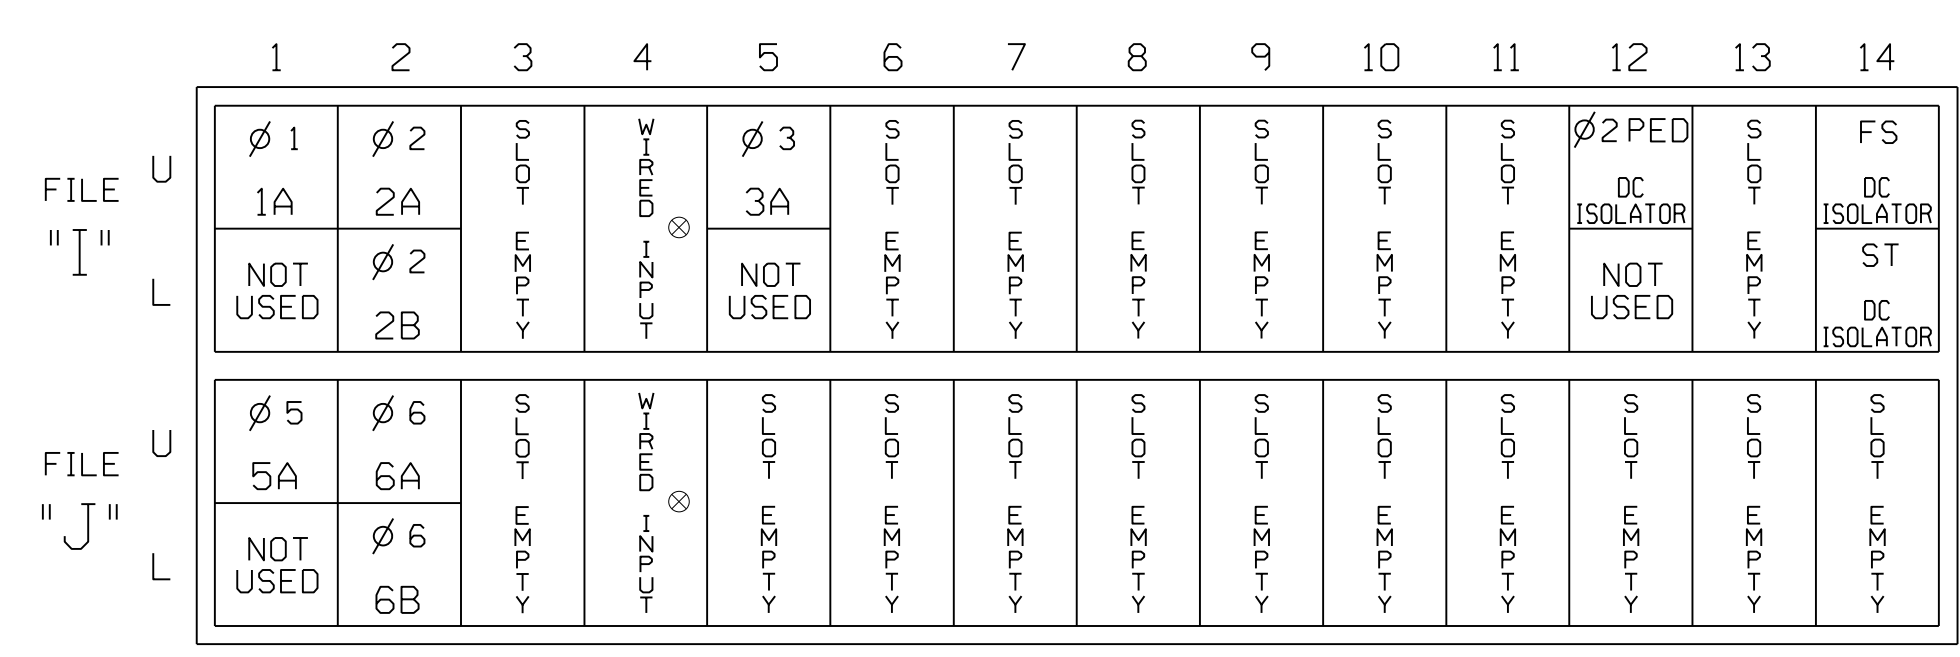 1 2 3 4 5 6 7 8 9 10 11 12 13 14
FILE
"I"
U
L
Ø 1
1A
NOT
USED
Ø 2
2A
Ø 2
2B
SLOT EMPTY
WIRED INPUT
Ø 3
3A
NOT
USED
SLOT EMPTY
SLOT EMPTY
SLOT EMPTY
SLOT EMPTY
SLOT EMPTY
SLOT EMPTY
Ø2PED
DC
ISOLATOR
NOT
USED
SLOT EMPTY
FS
DC
ISOLATOR
ST
DC
ISOLATOR
FILE
"J"
U
L
Ø 5
5A
NOT
USED
Ø 6
6A
Ø 6
6B
SLOT EMPTY
WIRED INPUT
SLOT EMPTY
SLOT EMPTY
SLOT EMPTY
SLOT EMPTY
SLOT EMPTY
SLOT EMPTY
SLOT EMPTY
SLOT EMPTY
SLOT EMPTY
SLOT EMPTY